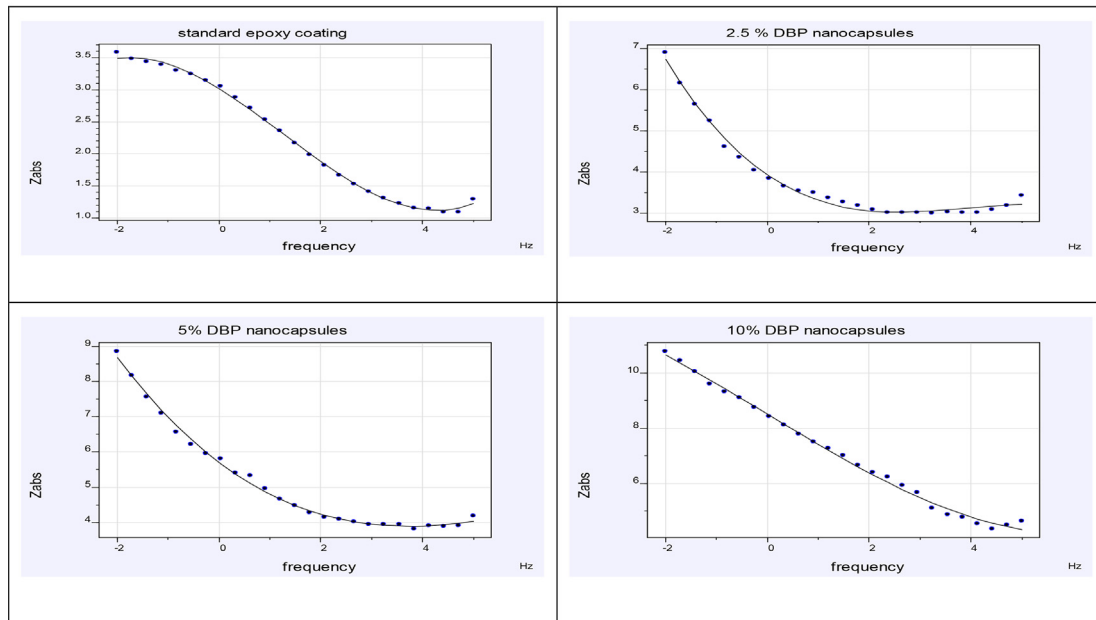 standard epoxy coating
3.5
3.0
2.5
2.0
1.5
1.0
Zabs
-2
0
2
4
frequency
Hz
2.5 % DBP nanocapsules
7
6
5
4
3
Zabs
-2
0
2
4
frequency
Hz
5% DBP nanocapsules
9
8
7
6
5
4
Zabs
-2
0
2
4
frequency
Hz
10% DBP nanocapsules
10
8
6
Zabs
-2
0
2
4
frequency
Hz